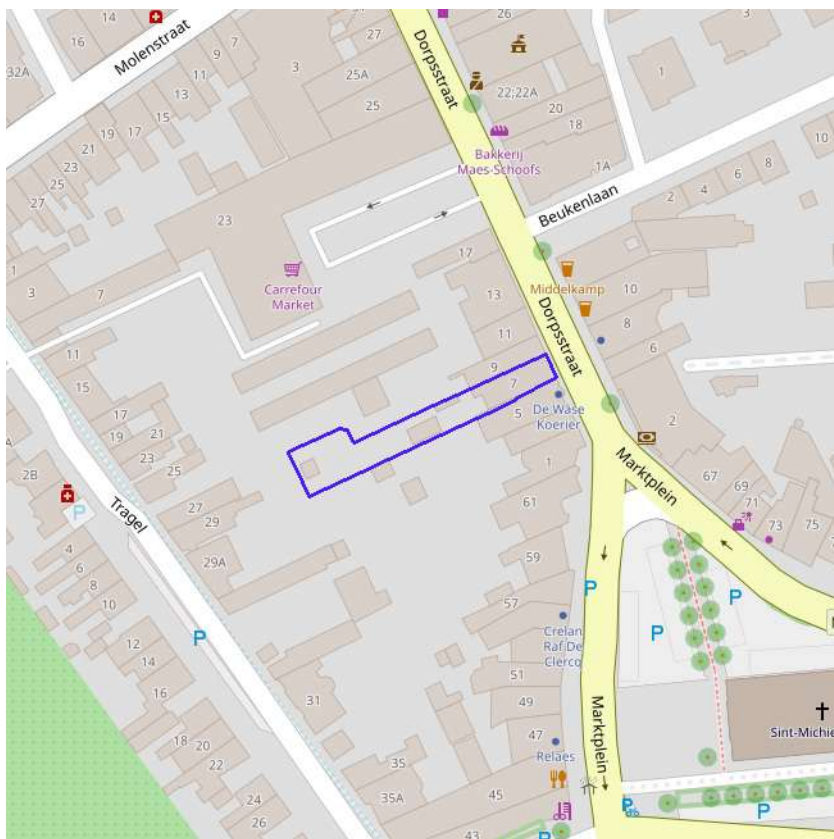 14
16
Molenstraat
32A
9
7
11
13
15
17
19
21
23
25
27
3
27
25A
25
26
22;22A
20
18
1
1A
10
8
6
4
2
Dorpsstraat
Bakkerij
Maes-Schoofs
Beukenlaan
23
17
Carrefour
Market
1
3
7
13
11
9
7
5
Middelkamp
10
8
6
2
Dorpsstraat
De Wase
Koerier
11
15
17
19
21
23
25
27
29
29A
2B
Tragel
P
1
61
59
57
Marktplein
67
69
71
73
75
P
P
P
4
6
8
10
12
14
16
18
20
22
24
26
P
31
35
35A
Crelan
Raf De
Clercq
51
49
47
45
43
Relaes
Marktplein
Sint-Michie
P
P
P